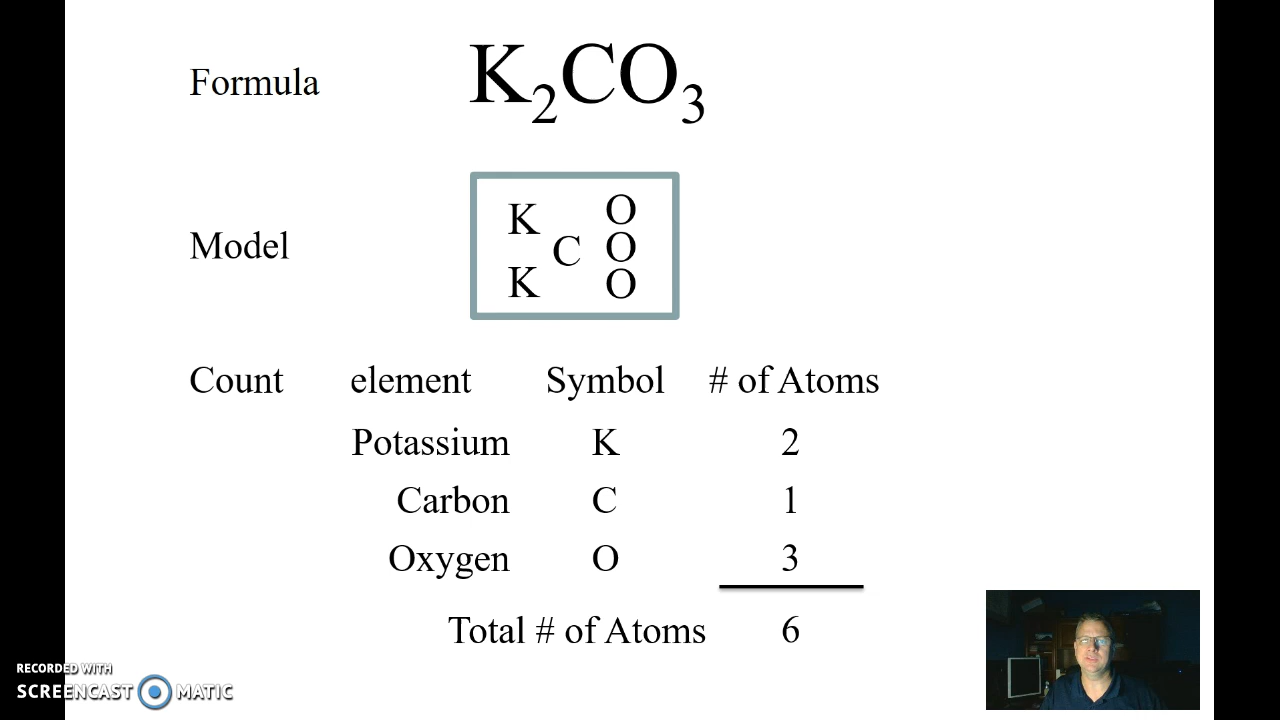 Formula K₂CO₃
K O
Model C O
K O
Count element Symbol # of Atoms
Potassium K 2
Carbon C 1
Oxygen O 3
Total # of Atoms 6
RECORDED WITH
SCREENCAST MATIC